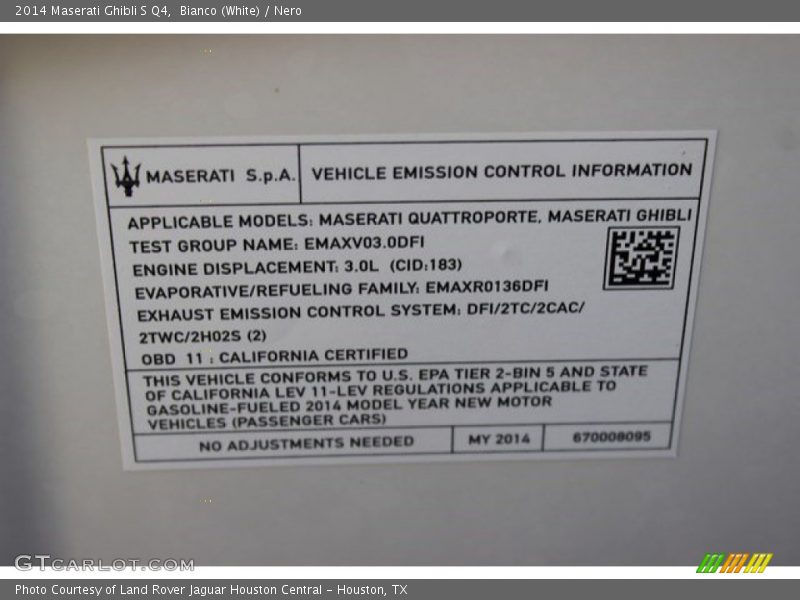 2014 Maserati Ghibli S Q4,  Bianco (White) / Nero
MASERATI S.p.A.
VEHICLE EMISSION CONTROL INFORMATION
APPLICABLE MODELS: MASERATI QUATTROPORTE, MASERATI GHIBLI
TEST GROUP NAME: EMAXV03.0DFI
ENGINE DISPLACEMENT: 3.0L (CID:183)
EVAPORATIVE/REFUELING FAMILY: EMAXR0136DFI
EXHAUST EMISSION CONTROL SYSTEM: DFI/2TC/2CAC/
2TWC/2HO2S (2)
OBD 11 : CALIFORNIA CERTIFIED
THIS VEHICLE CONFORMS TO U.S. EPA TIER 2-BIN 5 AND STATE
OF CALIFORNIA LEV 11-LEV REGULATIONS APPLICABLE TO
GASOLINE-FUELED 2014 MODEL YEAR NEW MOTOR
VEHICLES (PASSENGER CARS)
NO ADJUSTMENTS NEEDED
MY 2014
670009095
GTCARLOT.COM
Photo Courtesy of Land Rover Jaguar Houston Central - Houston, TX